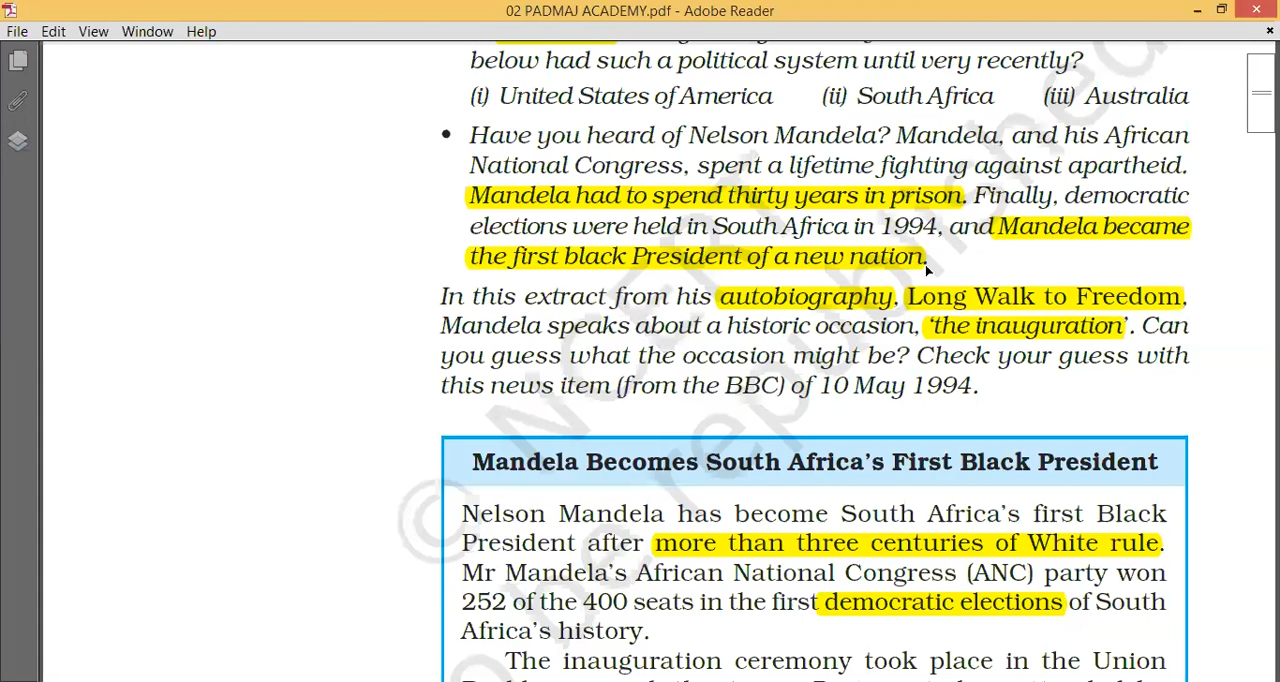 02 PADMAJ ACADEMY.pdf - Adobe Reader
File Edit View Window Help
below had such a political system until very recently?
(i) United States of America (ii) South Africa (iii) Australia
• Have you heard of Nelson Mandela? Mandela, and his African
National Congress, spent a lifetime fighting against apartheid.
Mandela had to spend thirty years in prison. Finally, democratic
elections were held in South Africa in 1994, and Mandela became
the first black President of a new nation.
In this extract from his autobiography, Long Walk to Freedom,
Mandela speaks about a historic occasion, ‘the inauguration’. Can
you guess what the occasion might be? Check your guess with
this news item (from the BBC) of 10 May 1994.
Mandela Becomes South Africa’s First Black President
Nelson Mandela has become South Africa’s first Black
President after more than three centuries of White rule.
Mr Mandela’s African National Congress (ANC) party won
252 of the 400 seats in the first democratic elections of South
Africa’s history.
The inauguration ceremony took place in the Union
© NCERT
be republished